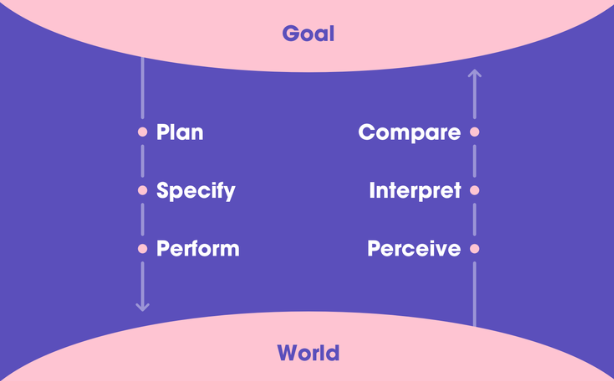 Goal
Plan
Compare
Specify
Interpret
Perform
Perceive
World